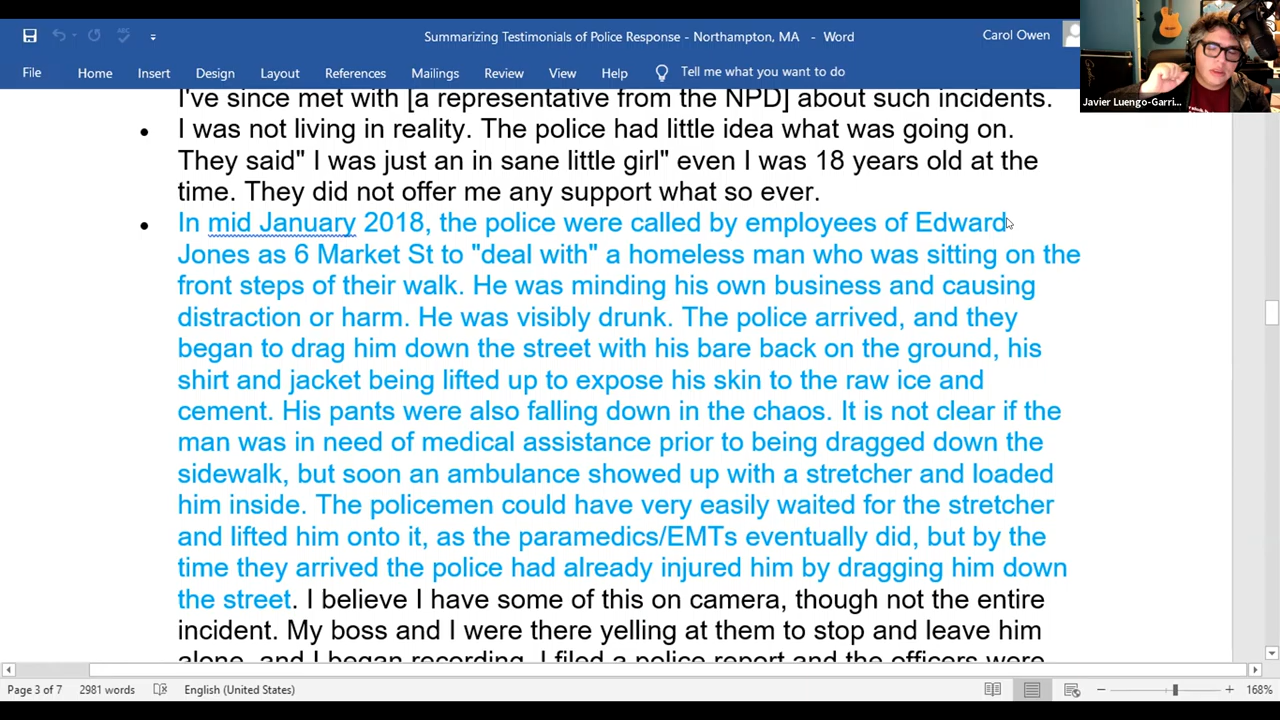 Summarizing Testimonials of Police Response - Northampton, MA - Word
Carol Owen
File Home Insert Design Layout References Mailings Review View Help Tell me what you want to do
Javier Luengo-Garri...
I've since met with [a representative from the NPD] about such incidents.
• I was not living in reality. The police had little idea what was going on.
They said" I was just an in sane little girl" even I was 18 years old at the
time. They did not offer me any support what so ever.
• In mid January 2018, the police were called by employees of Edward
Jones as 6 Market St to "deal with" a homeless man who was sitting on the
front steps of their walk. He was minding his own business and causing
distraction or harm. He was visibly drunk. The police arrived, and they
began to drag him down the street with his bare back on the ground, his
shirt and jacket being lifted up to expose his skin to the raw ice and
cement. His pants were also falling down in the chaos. It is not clear if the
man was in need of medical assistance prior to being dragged down the
sidewalk, but soon an ambulance showed up with a stretcher and loaded
him inside. The policemen could have very easily waited for the stretcher
and lifted him onto it, as the paramedics/EMTs eventually did, but by the
time they arrived the police had already injured him by dragging him down
the street. I believe I have some of this on camera, though not the entire
incident. My boss and I were there yelling at them to stop and leave him
alone, and I began recording. I filed a police report and the officers were
Page 3 of 7 2981 words English (United States) 168%